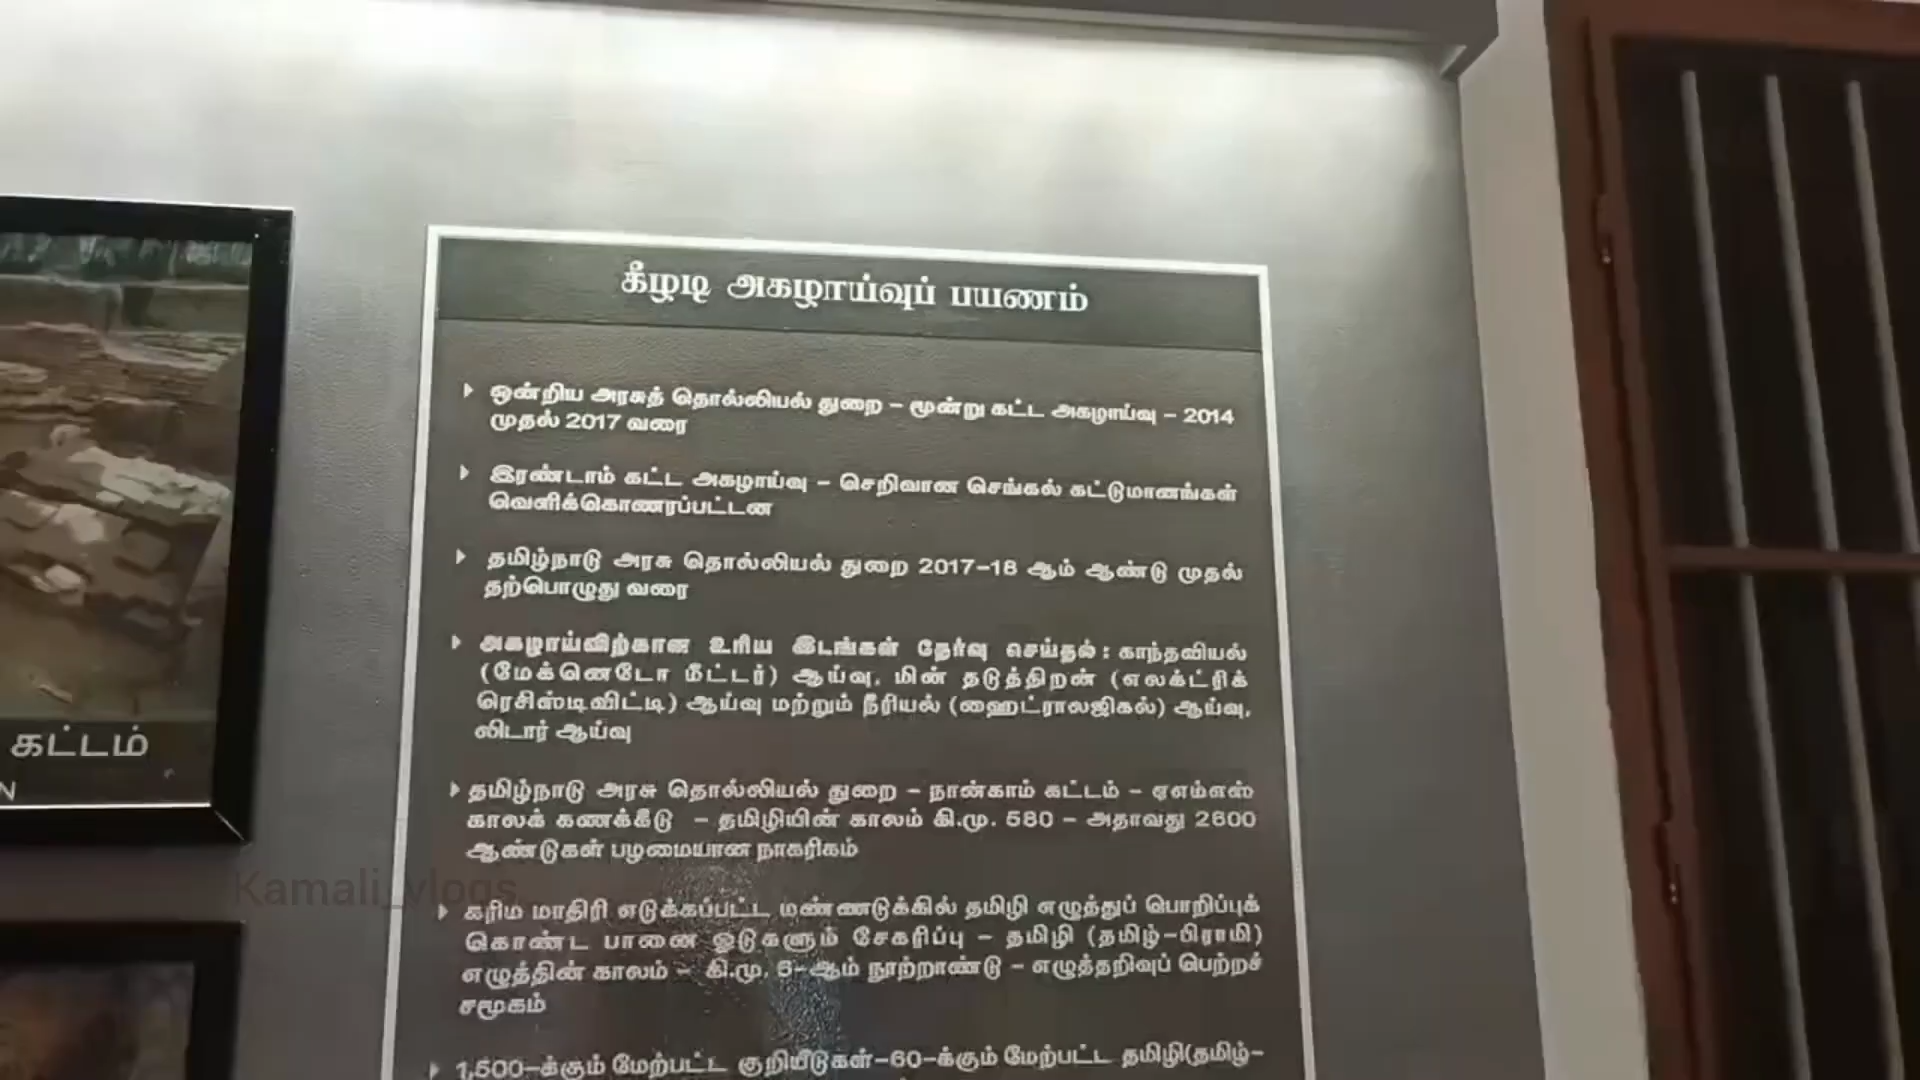 கீழடி அகழாய்வுப் பயணம்
ஒன்றிய அரசுத் தொல்லியல் துறை – மூன்று கட்ட அகழாய்வு – 2014
முதல் 2017 வரை
இரண்டாம் கட்ட அகழாய்வு – செறிவான செங்கல் கட்டுமானங்கள்
வெளிக்கொணரப்பட்டன
தமிழ்நாடு அரசு தொல்லியல் துறை 2017–18 ஆம் ஆண்டு முதல்
தற்பொழுது வரை
அகழாய்விற்கான உரிய இடங்கள் தேர்வு செய்தல் : காந்தவியல்
(மேக்னெடோ மீட்டர்) ஆய்வு, மின் தடுத்திறன் (எலக்ட்ரிக்
ரெசிஸ்டிவிட்டி) ஆய்வு மற்றும் நீரியல் (ஹைட்ராலஜிகல்) ஆய்வு,
லிடார் ஆய்வு
தமிழ்நாடு அரசு தொல்லியல் துறை – நான்காம் கட்டம் – ஏஎம்எஸ்
காலக் கணக்கீடு – தமிழியின் காலம் கி.மு. 580 – அதாவது 2600
ஆண்டுகள் பழமையான நாகரிகம்
கரிம மாதிரி எடுக்கப்பட்ட மண்ணடுக்கில் தமிழி எழுத்துப் பொறிப்புக்
கொண்ட பானை ஓடுகளும் சேகரிப்பு – தமிழி (தமிழ்–பிராமி)
எழுத்தின் காலம் – கி.மு. 6–ஆம் நூற்றாண்டு – எழுத்தறிவுப் பெற்றச்
சமூகம்
1,500–க்கும் மேற்பட்ட குறியீடுகள்–60–க்கும் மேற்பட்ட தமிழி(தமிழ்–
கட்டம்
N
Kamali_vlogs